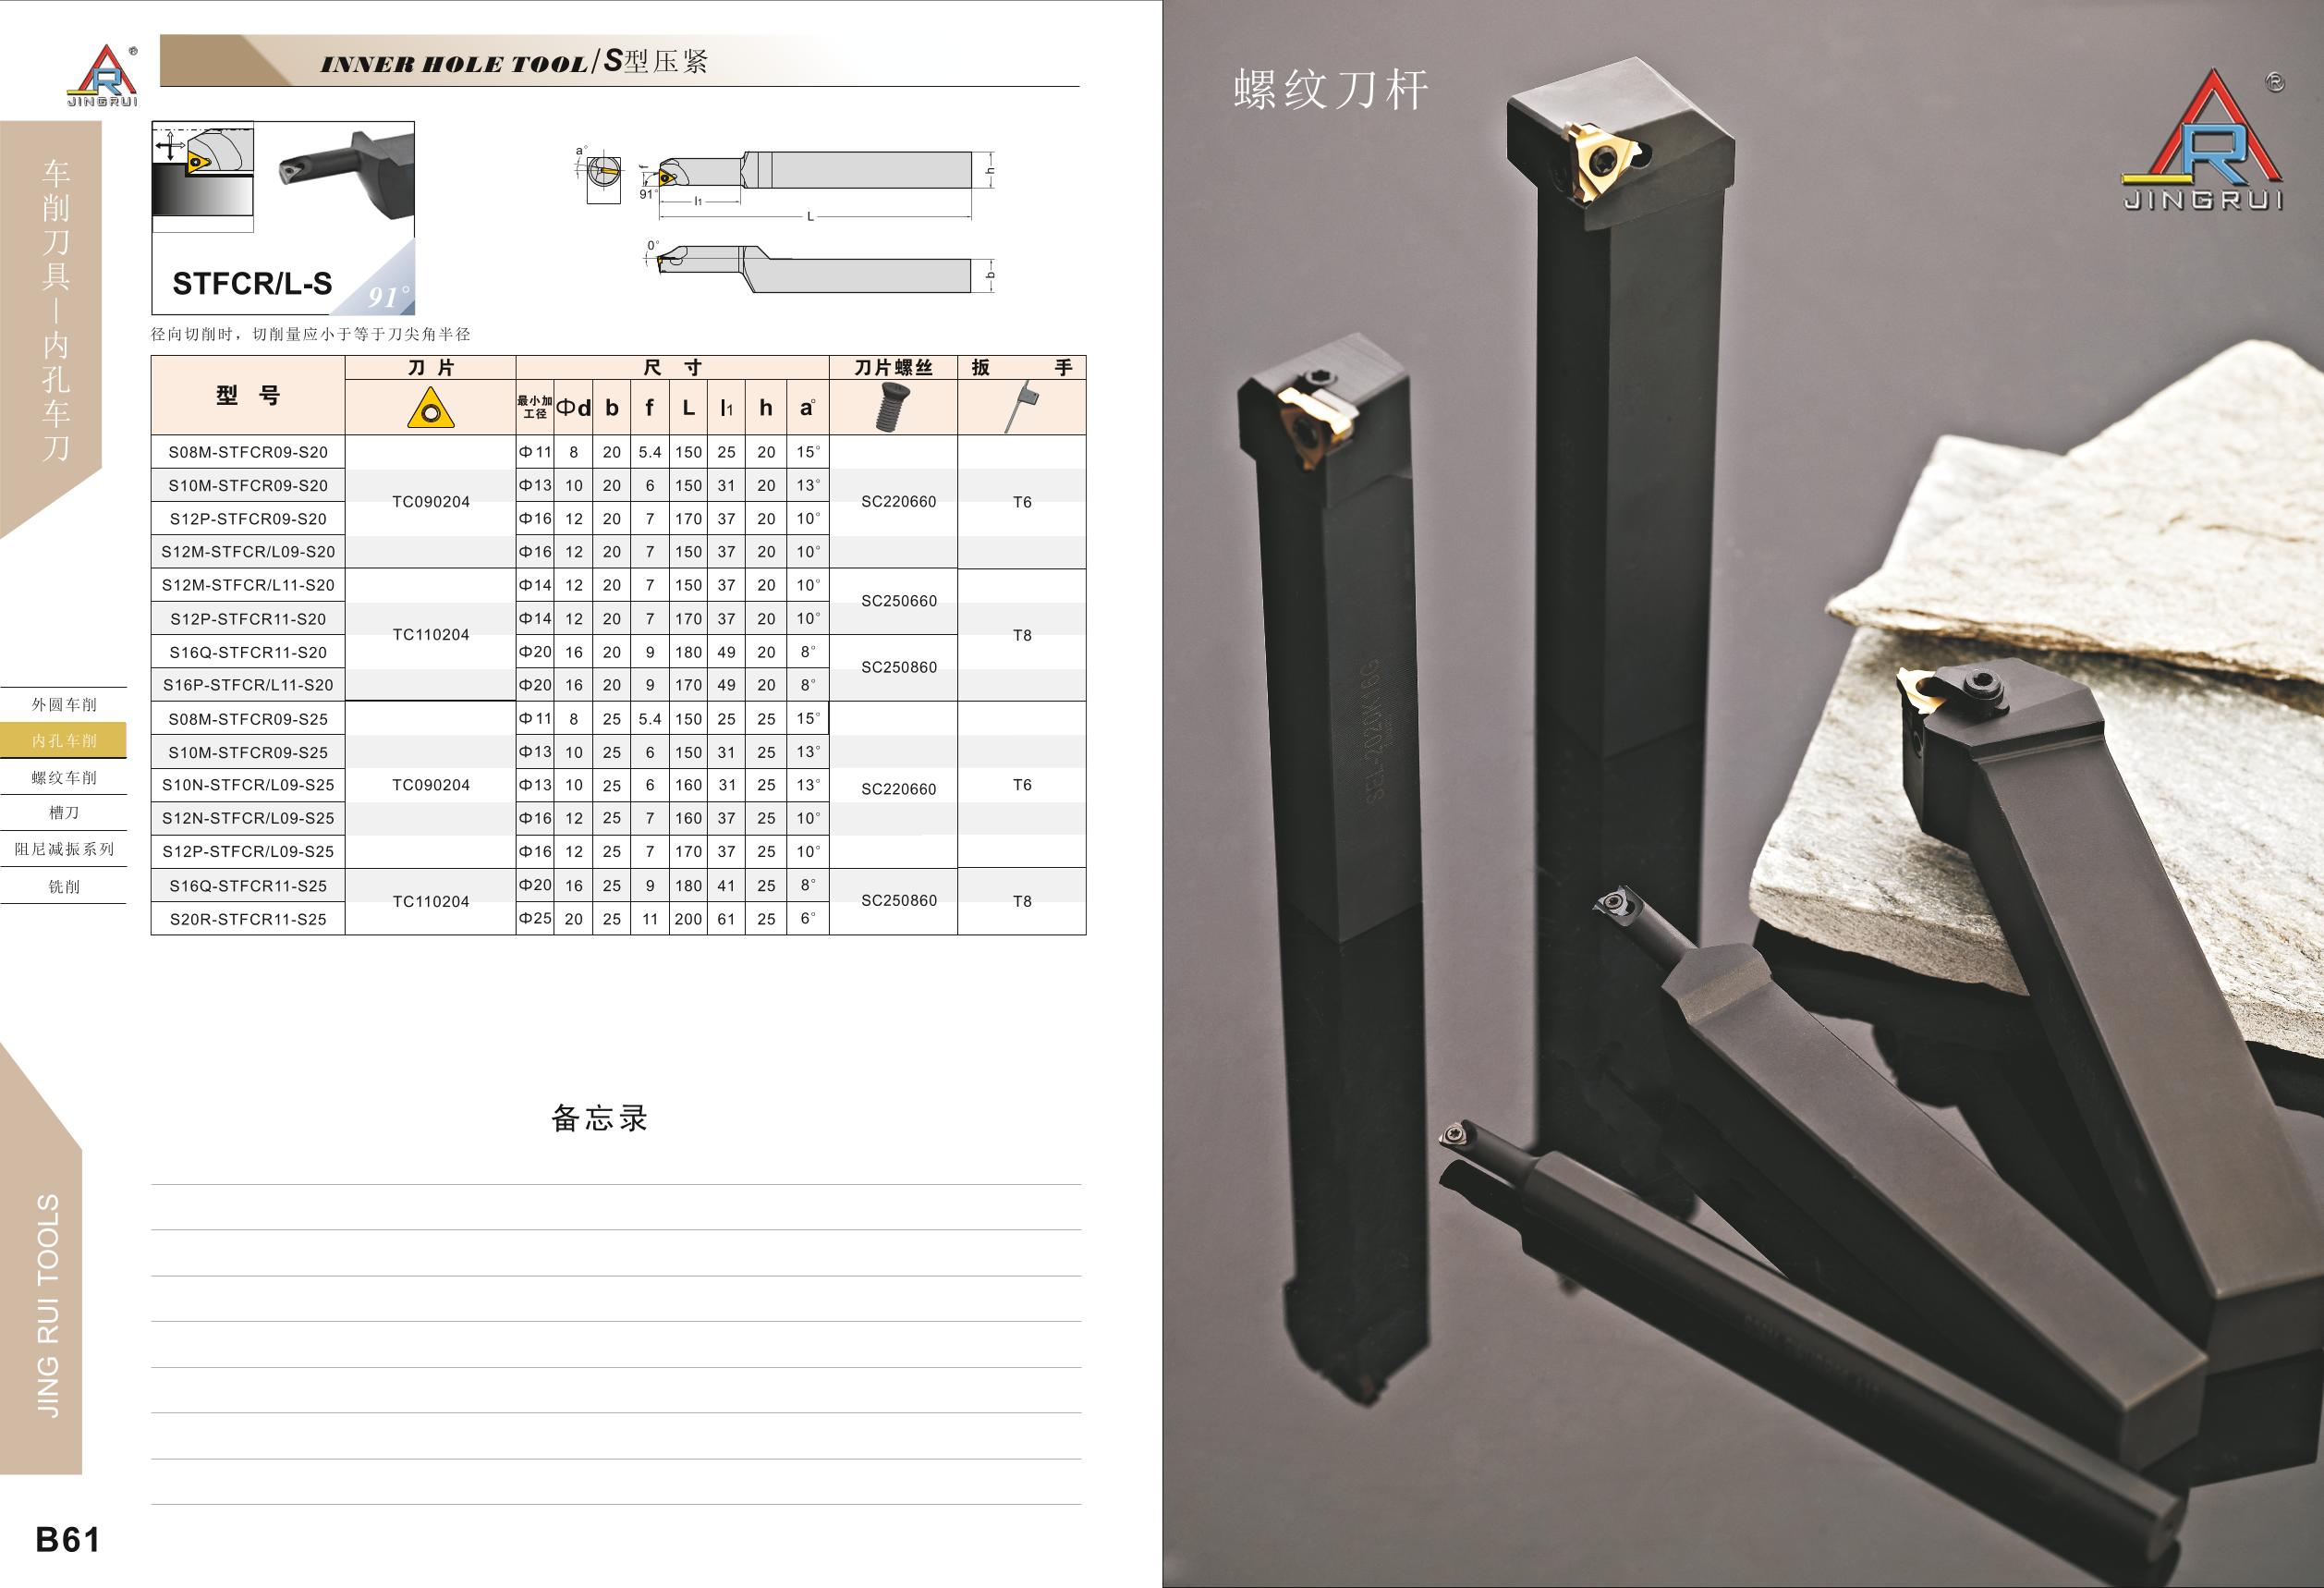 JINGRUI
®
INNER HOLE TOOL/S型压紧
车削刀具—内孔车刀
a°
f
91°
l1
L
h
0°
b
STFCR/L-S
91°
径向切削时，切削量应小于等于刀尖角半径
型 号 刀 片 尺 寸 刀片螺丝 扳 手
最小加工径 Φd b f L l1 h a°
S08M-STFCR09-S20 Φ11 8 20 5.4 150 25 20 15°
S10M-STFCR09-S20 Φ13 10 20 6 150 31 20 13°
TC090204 SC220660 T6
S12P-STFCR09-S20 Φ16 12 20 7 170 37 20 10°
S12M-STFCR/L09-S20 Φ16 12 20 7 150 37 20 10°
S12M-STFCR/L11-S20 Φ14 12 20 7 150 37 20 10°
SC250660
S12P-STFCR11-S20 Φ14 12 20 7 170 37 20 10°
TC110204 T8
S16Q-STFCR11-S20 Φ20 16 20 9 180 49 20 8°
SC250860
S16P-STFCR/L11-S20 Φ20 16 20 9 170 49 20 8°
S08M-STFCR09-S25 Φ11 8 25 5.4 150 25 25 15°
S10M-STFCR09-S25 Φ13 10 25 6 150 31 25 13°
S10N-STFCR/L09-S25 TC090204 Φ13 10 25 6 160 31 25 13° SC220660 T6
S12N-STFCR/L09-S25 Φ16 12 25 7 160 37 25 10°
S12P-STFCR/L09-S25 Φ16 12 25 7 170 37 25 10°
S16Q-STFCR11-S25 Φ20 16 25 9 180 41 25 8°
TC110204 SC250860 T8
S20R-STFCR11-S25 Φ25 20 25 11 200 61 25 6°
外圆车削
内孔车削
螺纹车削
槽刀
阻尼减振系列
铣削
备忘录
JING RUI TOOLS
B61
螺纹刀杆
®
JINGRUI
SEL-2020K16G